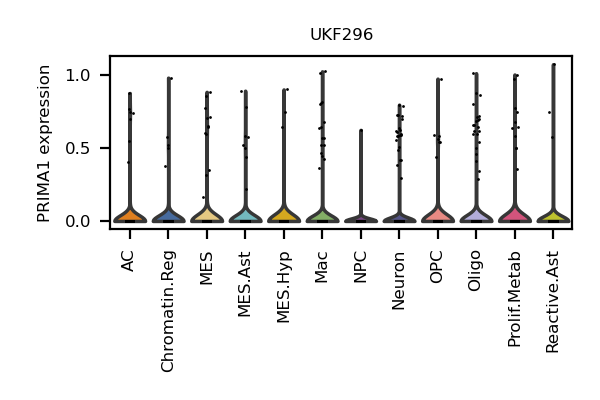 UKF296
PRIMA1 expression
1.0
0.5
0.0
AC
Chromatin.Reg
MES
MES.Ast
MES.Hyp
Mac
NPC
Neuron
OPC
Oligo
Prolif.Metab
Reactive.Ast